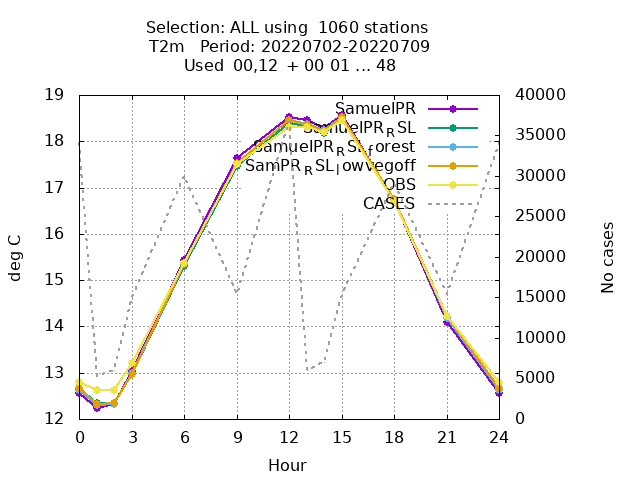 Selection: ALL using  1060 stations
T2m   Period: 20220702-20220709
Used  00,12  + 00 01 ... 48
19
18
17
16
15
14
13
12
40000
35000
30000
25000
20000
15000
10000
5000
0
deg C
No cases
SamuelPR
SamuelPR_RSL
SamuelPR_RSL_forest
SamPR_RSL_lowvegoff
OBS
CASES
0 3 6 9 12 15 18 21 24
Hour